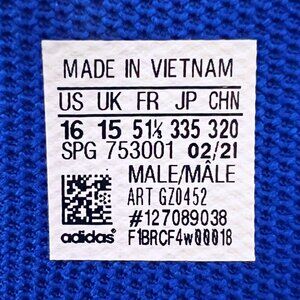 MADE IN VIETNAM
US UK FR JP CHN
16 15 51⅓ 335 320
SPG 753001 02/21
MALE/MÂLE
ART GZ0452
#127089038
adidas® F1BRCF4W00018